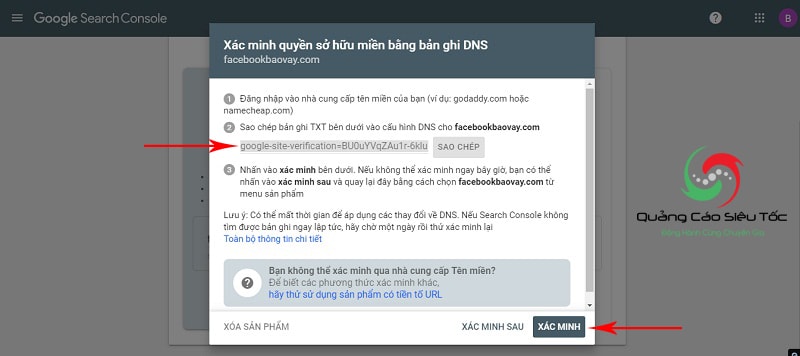 Google Search Console
B
Xác minh quyền sở hữu miền bằng bản ghi DNS
facebookbaovay.com
1 Đăng nhập vào nhà cung cấp tên miền của bạn (ví dụ: godaddy.com hoặc
namecheap.com)
2 Sao chép bản ghi TXT bên dưới vào cấu hình DNS cho facebookbaovay.com
google-site-verification=BU0uYVqZAu1r-6kIu SAO CHÉP
3 Nhấn vào xác minh bên dưới. Nếu không thể xác minh ngay bây giờ, bạn có thể
nhấn vào xác minh sau và quay lại đây bằng cách chọn facebookbaovay.com từ
menu sản phẩm
Lưu ý: Có thể mất thời gian để áp dụng các thay đổi về DNS. Nếu Search Console không
tìm được bản ghi ngay lập tức, hãy chờ một ngày rồi thử xác minh lại
Toàn bộ thông tin chi tiết
Bạn không thể xác minh qua nhà cung cấp Tên miền?
Để biết các phương thức xác minh khác,
hãy thử sử dụng sản phẩm có tiền tố URL
XÓA SẢN PHẨM XÁC MINH SAU XÁC MINH
Quảng Cáo Siêu Tốc
Đồng Hành Cùng Chuyên Gia